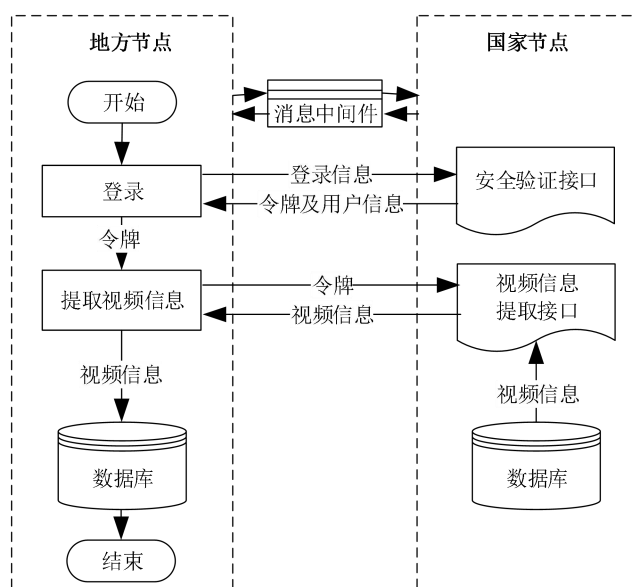 地方节点
国家节点
开始
消息中间件
登录
登录信息
令牌及用户信息
安全验证接口
令牌
提取视频信息
令牌
视频信息
视频信息
提取接口
视频信息
视频信息
数据库
数据库
结束